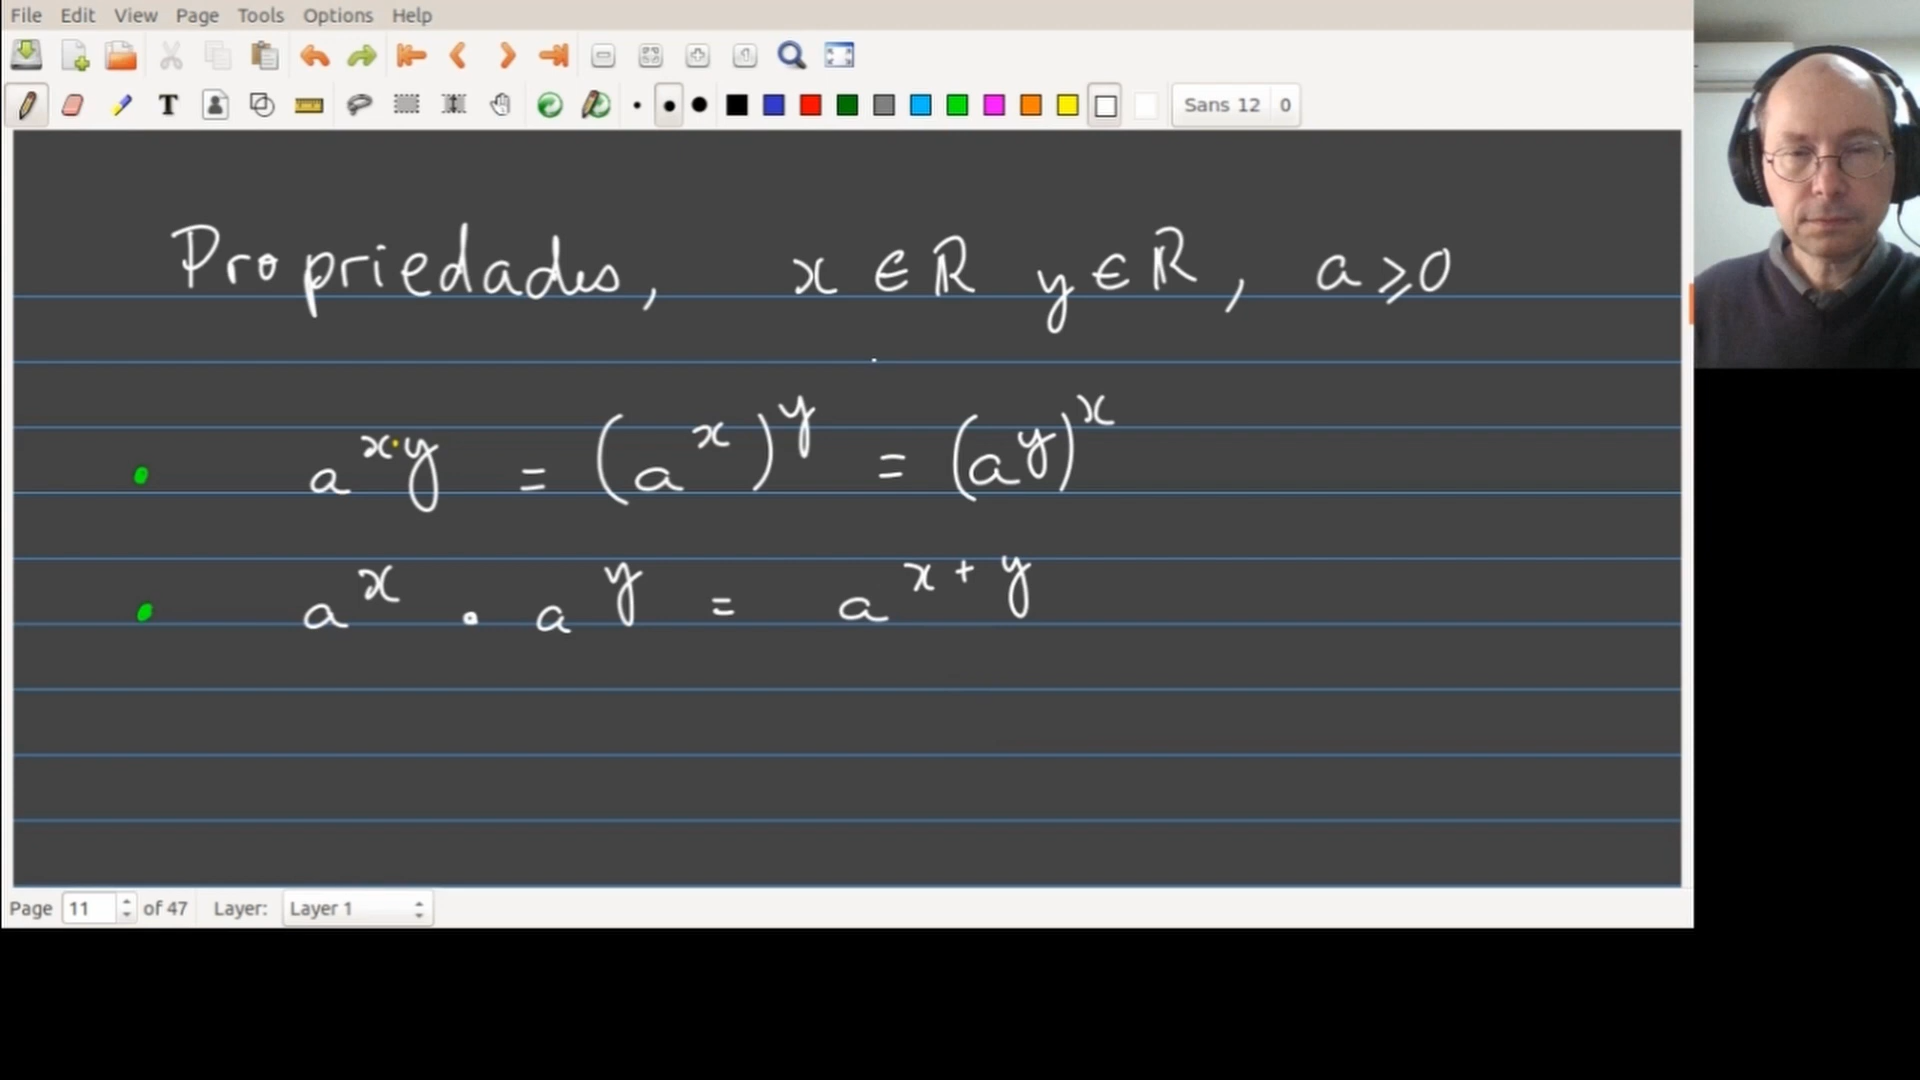 File Edit View Page Tools Options Help
T Sans 12 0
Propriedades, x ∈ ℝ y ∈ ℝ, a ⩾ 0
a^{x·y} = (a^x)^y = (a^y)^x
a^x · a^y = a^{x+y}
Page 11 of 47 Layer: Layer 1